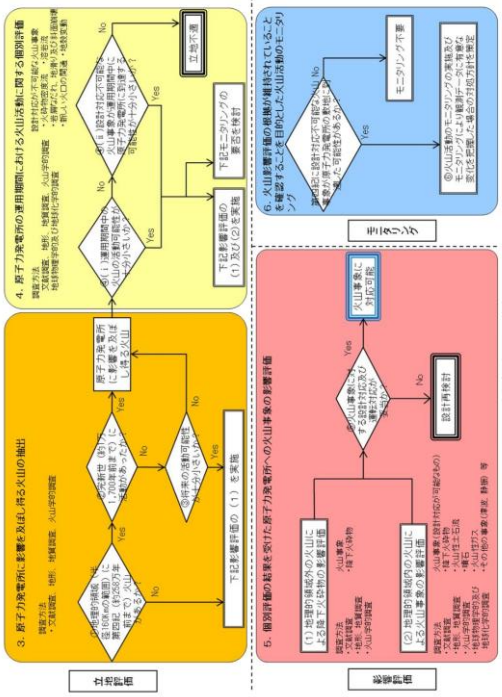 立地評価
3. 原子力発電所に影響を及ぼし得る火山の抽出
調査方法
・文献調査、地形、地質調査、火山学的調査
①地理的領域(半
径160Kmの範囲)に
第四紀(約258万年
前まで)火山
があるか?
Yes
No
②完新世(約1万
1,700年前まで)に
活動があったか?
Yes
No
③将来の活動可能性
が十分小さいか?
No
Yes
原子力発電所
に影響を及ぼ
し得る火山
下記影響評価の(1)を実施
4. 原子力発電所の運用期間における火山活動に関する個別評価
調査方法
・文献調査、地形、地質調査、火山学的調査
地球物理学的及び地球化学的調査
設計対応が不可能な火山事象
・火砕物密度流 ・溶岩流
・岩屑なだれ、地滑り及び斜面崩壊
・新しい火口の開通 ・地殻変動
④(ⅰ)運用期間中の
火山の活動可能性が
十分小さいか?
No
Yes
④(ⅱ)設計対応不可能な
火山事象が運用期間中に
原子力発電所に到達する
可能性が十分小さいか?
No
Yes
立地不適
下記影響評価の
(1)及び(2)を実施
下記モニタリングの
要否を検討
影響評価
5. 個別評価の結果を受けた原子力発電所への火山事象の影響評価
(1)地理的領域外の火山に
よる降下火砕物の影響評価
調査方法
・文献調査
・地形、地質調査
・火山学的調査
火山事象
・降下火砕物
(2)地理的領域内の火山に
よる火山事象の影響評価
調査方法
・文献調査
・地形、地質調査
・火山学的調査
・地球物理学的及び
地球化学的調査
火山事象(設計対応が可能なもの)
・降下火砕物
・火山性土石流
・噴石
・火山性ガス
・その他の事象(津波、静振) 等
⑤火山事象に対
する設計対応及び
運転対応が
妥当か?
Yes
No
火山事象に
対応可能
設計再検討
モニタリング
6. 火山影響評価の根拠が維持されていること
を確認することを目的とした火山活動のモニタリ
ング
第四紀に設計対応不可能な火山
事象が原子力発電所の敷地に到
達した可能性があるか?
No
Yes
モニタリング不要
⑥火山活動のモニタリングの実施及び
モニタリングにより観測データに有意な
変化を把握した場合の対処方針を策定